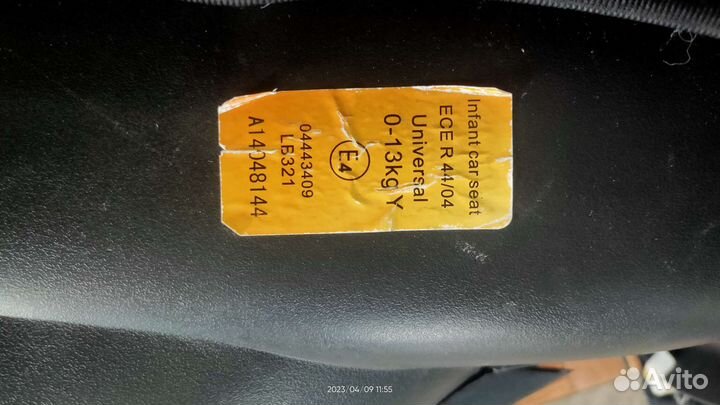 Infant car seat
ECE R 44/04
Universal
0-13kg Y
E4
04443409
LB321
A14048144
2023/04/09 11:55
Avito